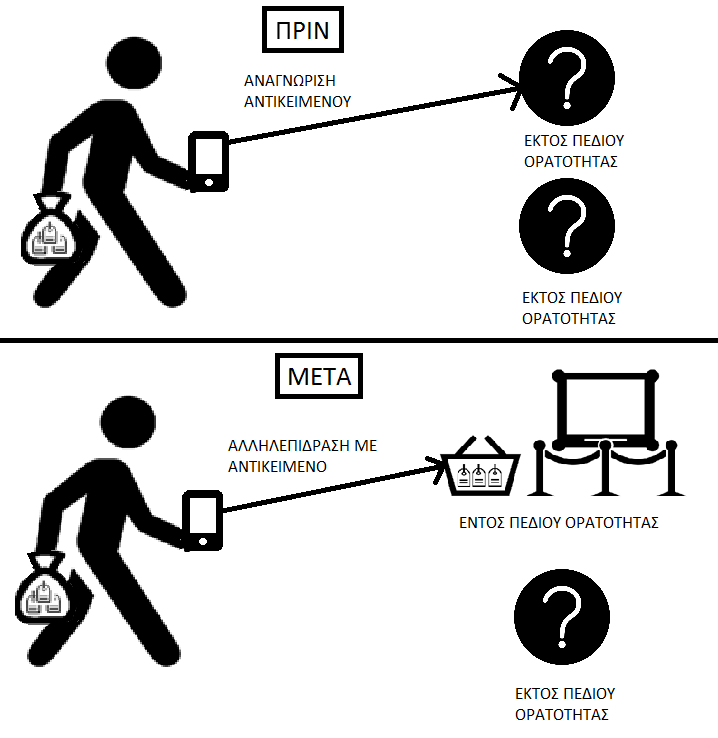 ΠΡΙΝ
ΑΝΑΓΝΩΡΙΣΗ
ΑΝΤΙΚΕΙΜΕΝΟΥ
ΕΚΤΟΣ ΠΕΔΙΟΥ
ΟΡΑΤΟΤΗΤΑΣ
ΕΚΤΟΣ ΠΕΔΙΟΥ
ΟΡΑΤΟΤΗΤΑΣ
ΜΕΤΑ
ΑΛΛΗΛΕΠΙΔΡΑΣΗ ΜΕ
ΑΝΤΙΚΕΙΜΕΝΟ
ΕΝΤΟΣ ΠΕΔΙΟΥ ΟΡΑΤΟΤΗΤΑΣ
ΕΚΤΟΣ ΠΕΔΙΟΥ
ΟΡΑΤΟΤΗΤΑΣ